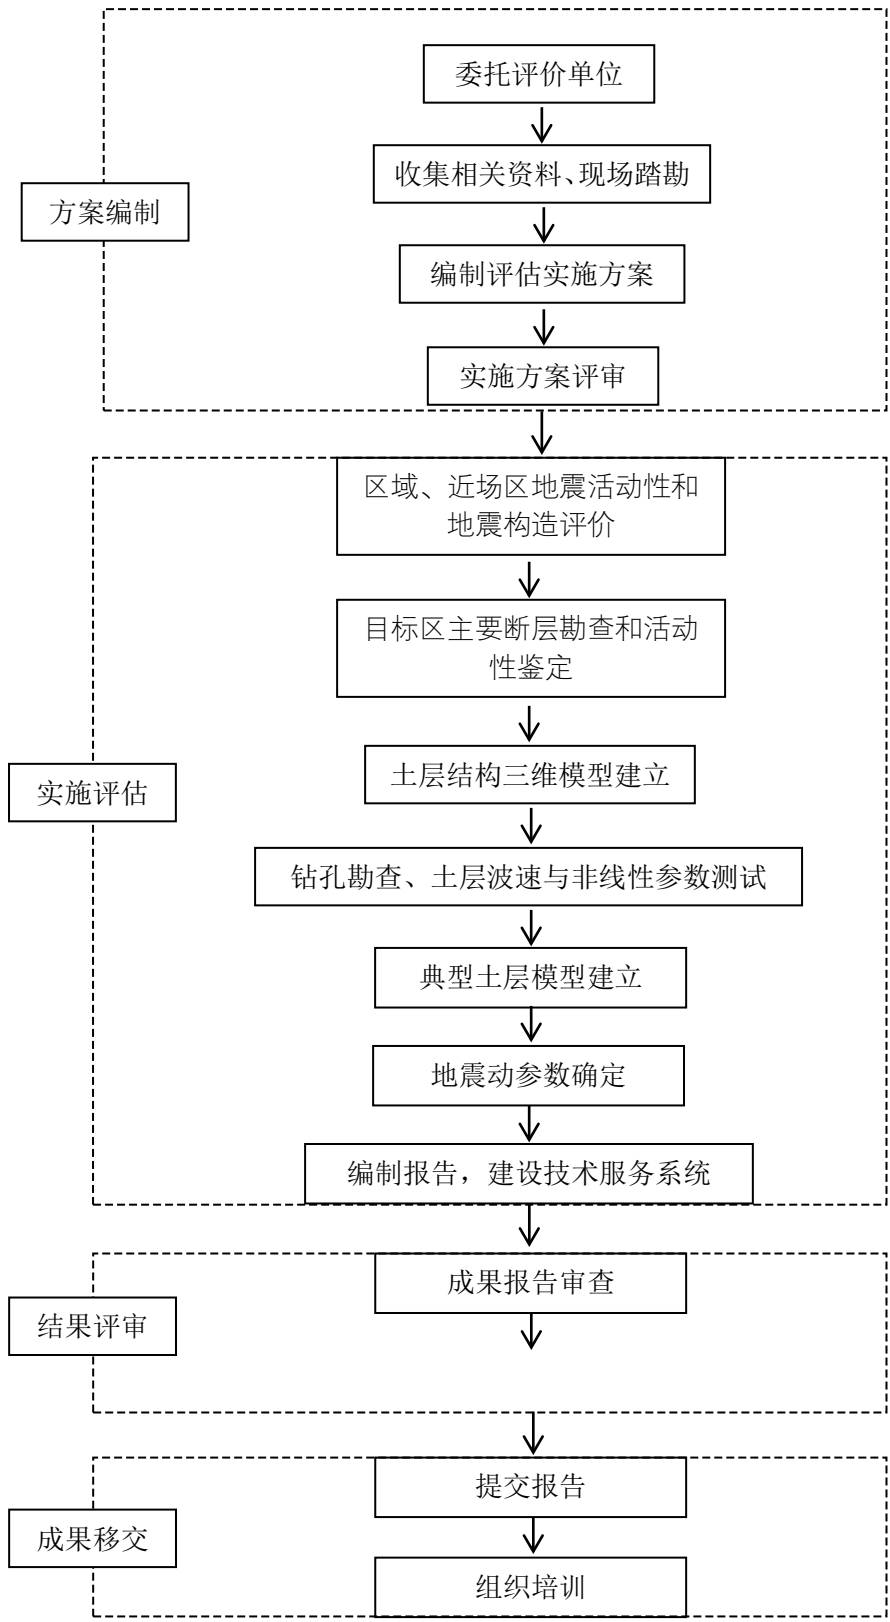 委托评价单位
收集相关资料、现场踏勘
方案编制
编制评估实施方案
实施方案评审
区域、近场区地震活动性和
地震构造评价
目标区主要断层勘查和活动
性鉴定
土层结构三维模型建立
实施评估
钻孔勘查、土层波速与非线性参数测试
典型土层模型建立
地震动参数确定
编制报告，建设技术服务系统
成果报告审查
结果评审
提交报告
成果移交
组织培训